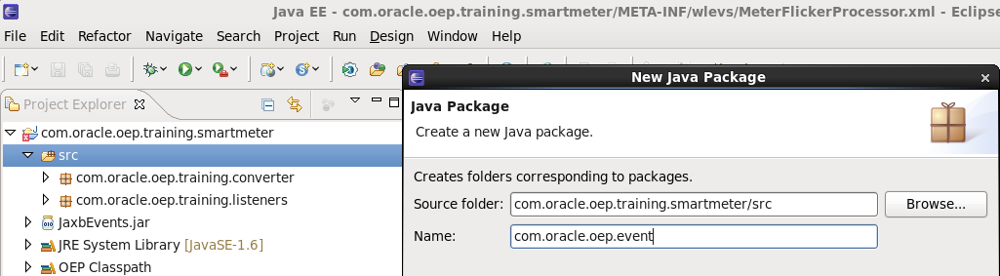 Java EE - com.oracle.oep.training.smartmeter/META-INF/wlevs/MeterFlickerProcessor.xml - Eclipse
File Edit Refactor Navigate Search Project Run Design Window Help
New Java Package
Project Explorer
Java Package
Create a new Java package.
com.oracle.oep.training.smartmeter
src
com.oracle.oep.training.converter
com.oracle.oep.training.listeners
JaxbEvents.jar
JRE System Library [JavaSE-1.6]
OEP Classpath
Creates folders corresponding to packages.
Source folder: com.oracle.oep.training.smartmeter/src Browse...
Name: com.oracle.oep.event